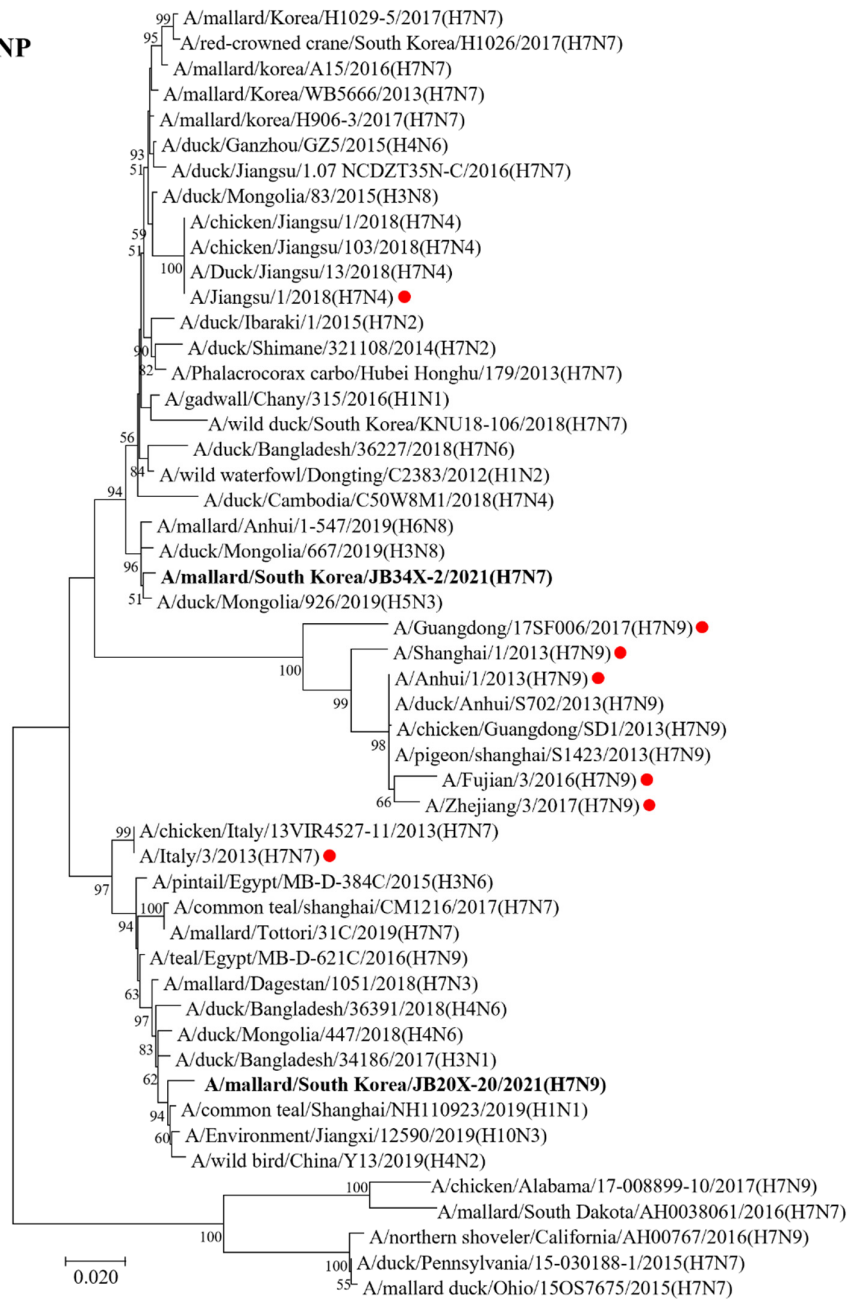 99 A/mallard/Korea/H1029-5/2017(H7N7)
95 A/red-crowned crane/South Korea/H1026/2017(H7N7)
NP
A/mallard/korea/A15/2016(H7N7)
A/mallard/Korea/WB5666/2013(H7N7)
A/mallard/korea/H906-3/2017(H7N7)
A/duck/Ganzhou/GZ5/2015(H4N6)
93
51 A/duck/Jiangsu/1.07 NCDZT35N-C/2016(H7N7)
A/duck/Mongolia/83/2015(H3N8)
A/chicken/Jiangsu/1/2018(H7N4)
59
51 A/chicken/Jiangsu/103/2018(H7N4)
100 A/Duck/Jiangsu/13/2018(H7N4)
A/Jiangsu/1/2018(H7N4)
A/duck/Ibaraki/1/2015(H7N2)
90 A/duck/Shimane/321108/2014(H7N2)
82 A/Phalacrocorax carbo/Hubei Honghu/179/2013(H7N7)
A/gadwall/Chany/315/2016(H1N1)
A/wild duck/South Korea/KNU18-106/2018(H7N7)
56
A/duck/Bangladesh/36227/2018(H7N6)
84 A/wild waterfowl/Dongting/C2383/2012(H1N2)
94 A/duck/Cambodia/C50W8M1/2018(H7N4)
A/mallard/Anhui/1-547/2019(H6N8)
A/duck/Mongolia/667/2019(H3N8)
96
A/mallard/South Korea/JB34X-2/2021(H7N7)
51 A/duck/Mongolia/926/2019(H5N3)
A/Guangdong/17SF006/2017(H7N9)
A/Shanghai/1/2013(H7N9)
100
A/Anhui/1/2013(H7N9)
99 A/duck/Anhui/S702/2013(H7N9)
A/chicken/Guangdong/SD1/2013(H7N9)
98 A/pigeon/shanghai/S1423/2013(H7N9)
A/Fujian/3/2016(H7N9)
66 A/Zhejiang/3/2017(H7N9)
99 A/chicken/Italy/13VIR4527-11/2013(H7N7)
A/Italy/3/2013(H7N7)
97 A/pintail/Egypt/MB-D-384C/2015(H3N6)
100 A/common teal/shanghai/CM1216/2017(H7N7)
94 A/mallard/Tottori/31C/2019(H7N7)
A/teal/Egypt/MB-D-621C/2016(H7N9)
A/mallard/Dagestan/1051/2018(H7N3)
63
A/duck/Bangladesh/36391/2018(H4N6)
97
A/duck/Mongolia/447/2018(H4N6)
83 A/duck/Bangladesh/34186/2017(H3N1)
62 A/mallard/South Korea/JB20X-20/2021(H7N9)
94 A/common teal/Shanghai/NH110923/2019(H1N1)
60 A/Environment/Jiangxi/12590/2019(H10N3)
A/wild bird/China/Y13/2019(H4N2)
100 A/chicken/Alabama/17-008899-10/2017(H7N9)
A/mallard/South Dakota/AH0038061/2016(H7N7)
100 A/northern shoveler/California/AH00767/2016(H7N9)
100 A/duck/Pennsylvania/15-030188-1/2015(H7N7)
55 A/mallard duck/Ohio/15OS7675/2015(H7N7)
0.020